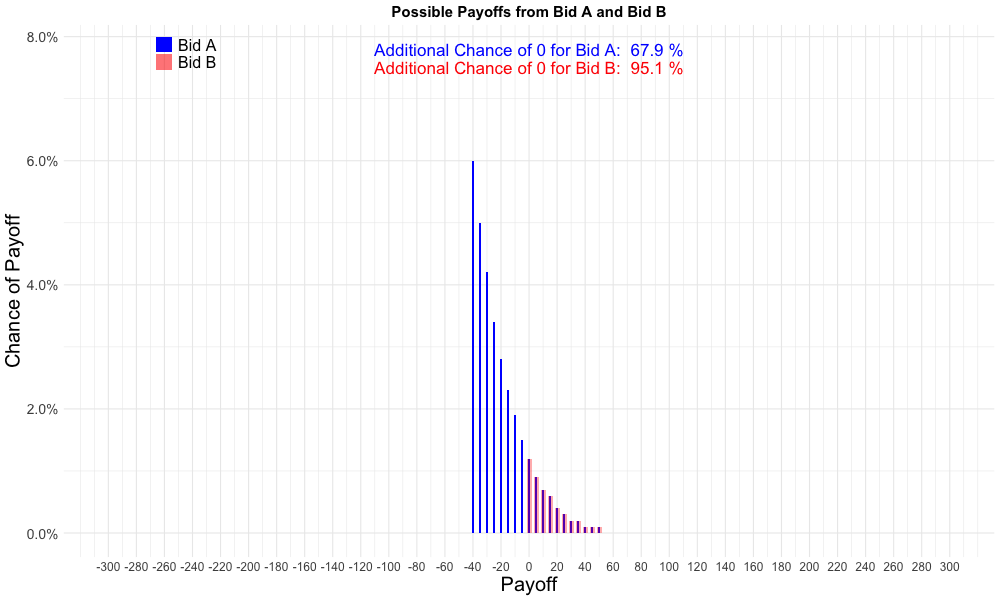 Possible Payoffs from Bid A and Bid B
Bid A
Bid B
Additional Chance of 0 for Bid A: 67.9 %
Additional Chance of 0 for Bid B: 95.1 %
Chance of Payoff
8.0%
6.0%
4.0%
2.0%
0.0%
-300 -280 -260 -240 -220 -200 -180 -160 -140 -120 -100 -80 -60 -40 -20 0 20 40 60 80 100 120 140 160 180 200 220 240 260 280 300
Payoff